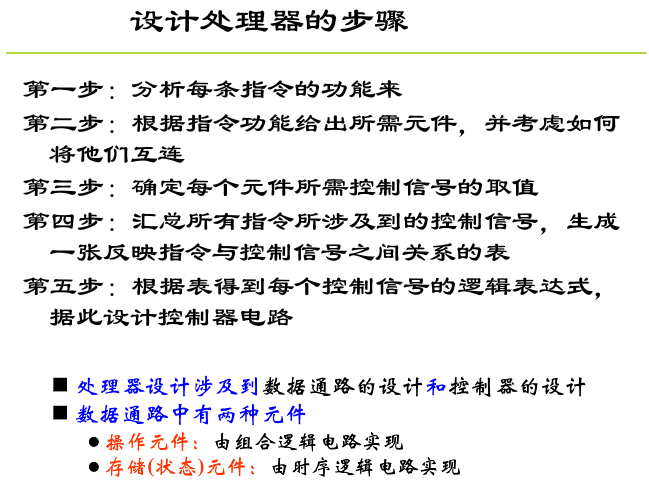 设计处理器的步骤
第一步：分析每条指令的功能来
第二步：根据指令功能给出所需元件，并考虑如何
将他们互连
第三步：确定每个元件所需控制信号的取值
第四步：汇总所有指令所涉及到的控制信号，生成
一张反映指令与控制信号之间关系的表
第五步：根据表得到每个控制信号的逻辑表达式，
据此设计控制器电路
■ 处理器设计涉及到数据通路的设计和控制器的设计
■ 数据通路中有两种元件
● 操作元件：由组合逻辑电路实现
● 存储(状态)元件：由时序逻辑电路实现